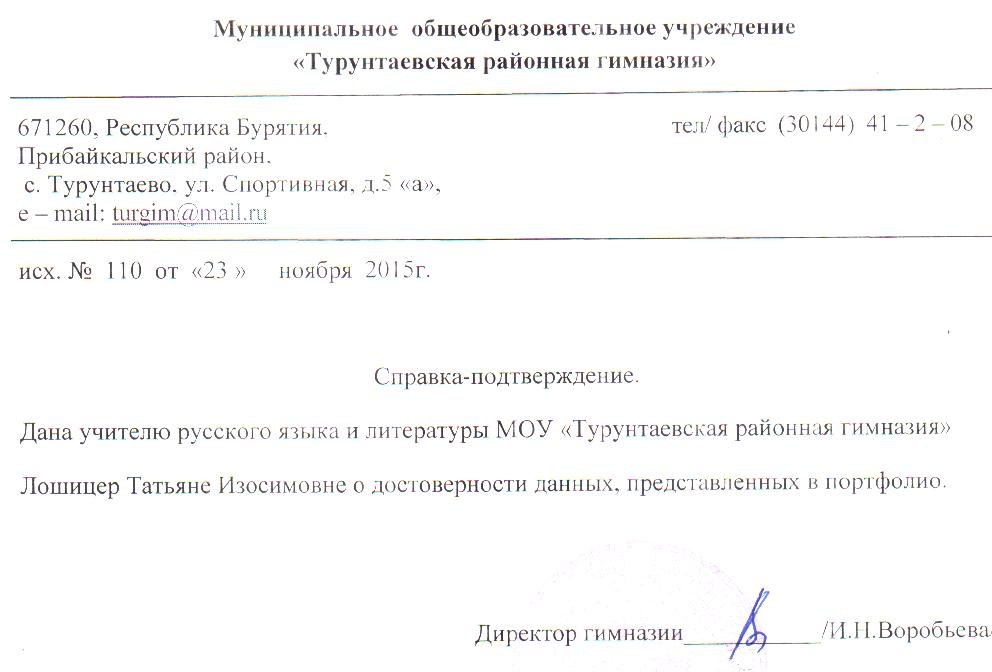 Муниципальное общеобразовательное учреждение
«Турунтаевская районная гимназия»
671260, Республика Бурятия.
тел/ факс (30144) 41 – 2 – 08
Прибайкальский район.
с. Турунтаево. ул. Спортивная, д.5 «а»,
e – mail: turgim@mail.ru
исх. № 110 от «23 » ноября 2015г.
Справка-подтверждение.
Дана учителю русского языка и литературы МОУ «Турунтаевская районная гимназия»
Лошицер Татьяне Изосимовне о достоверности данных, представленных в портфолио.
Директор гимназии____________/И.Н.Воробьева